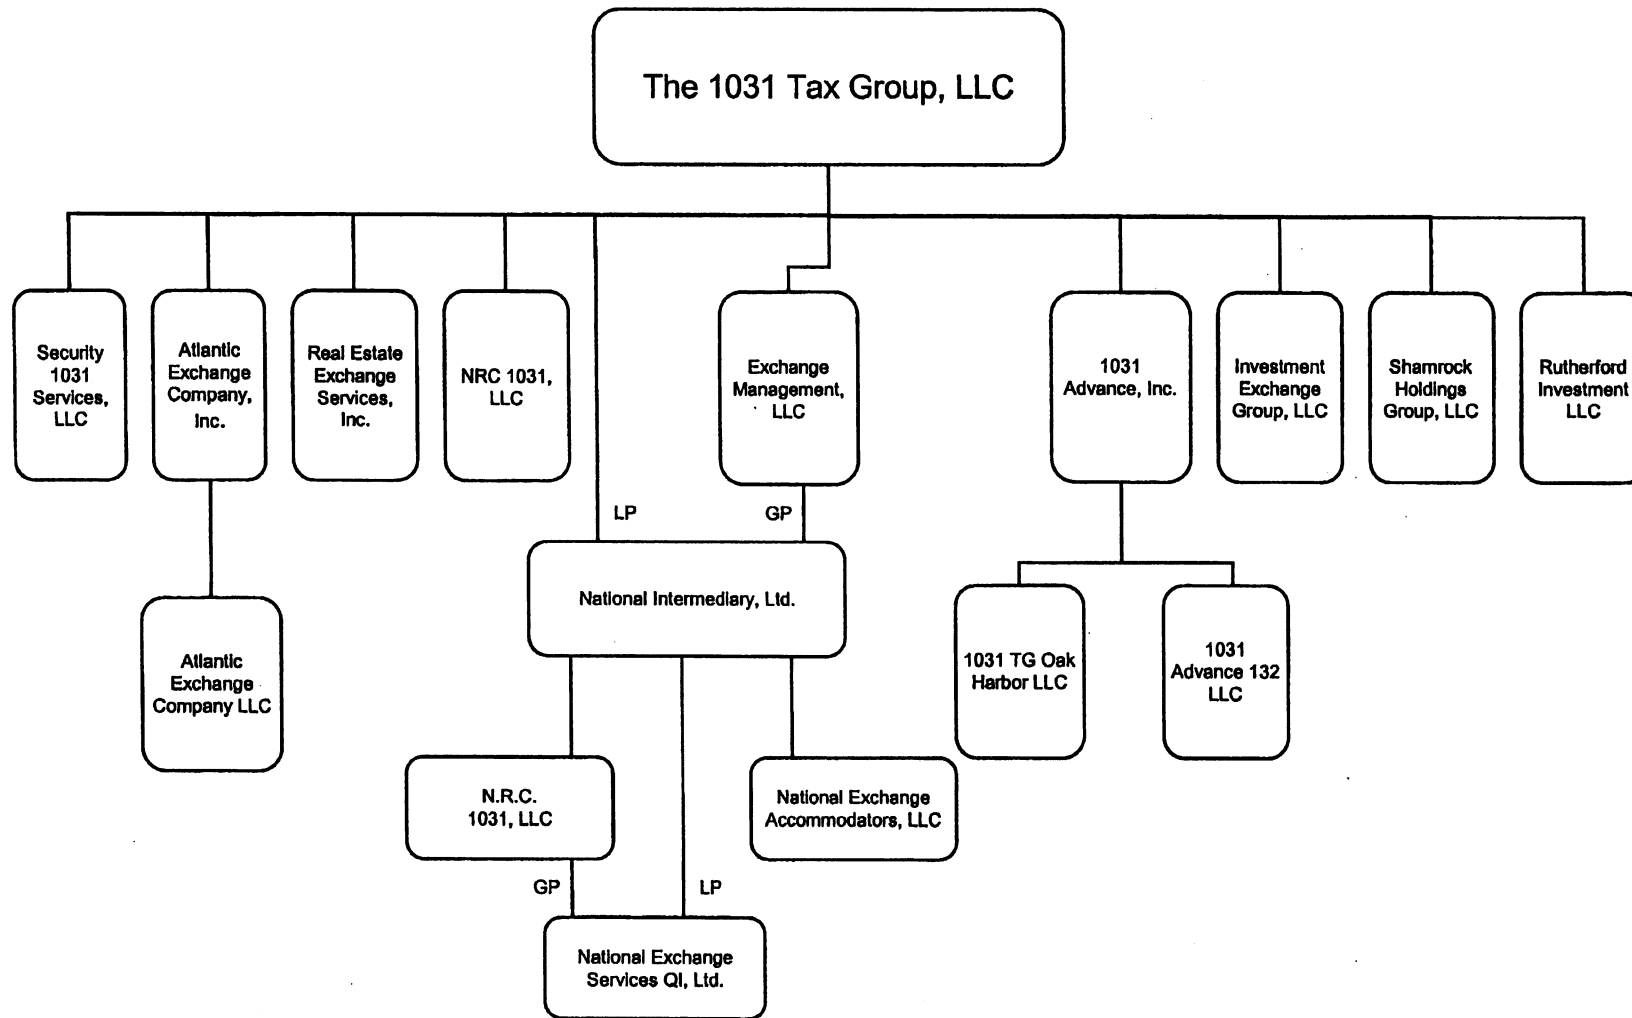 The 1031 Tax Group, LLC
Security
1031
Services,
LLC
Atlantic
Exchange
Company,
Inc.
Real Estate
Exchange
Services,
Inc.
NRC 1031,
LLC
Exchange
Management,
LLC
1031
Advance, Inc.
Investment
Exchange
Group, LLC
Shamrock
Holdings
Group, LLC
Rutherford
Investment
LLC
LP
GP
National Intermediary, Ltd.
Atlantic
Exchange
Company LLC
1031 TG Oak
Harbor LLC
1031
Advance 132
LLC
N.R.C.
1031, LLC
National Exchange
Accommodators, LLC
GP
LP
National Exchange
Services QI, Ltd.